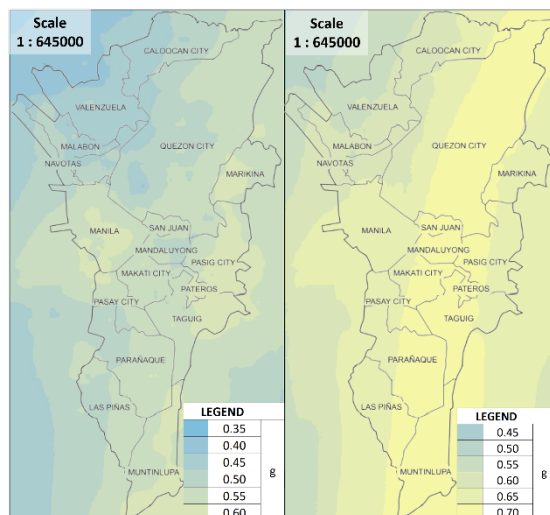 Scale
1 : 645000
CALOOCAN CITY
VALENZUELA
MALABON
QUEZON CITY
NAVOTAS
MARIKINA
MANILA
SAN JUAN
MANDALUYONG
PASIG CITY
MAKATI CITY
PATEROS
PASAY CITY
TAGUIG
PARAÑAQUE
LAS PIÑAS
MUNTINLUPA
LEGEND
0.35
0.40
0.45
0.50
0.55
0.60
g
Scale
1 : 645000
CALOOCAN CITY
VALENZUELA
MALABON
QUEZON CITY
NAVOTAS
MARIKINA
MANILA
SAN JUAN
MANDALUYONG
PASIG CITY
MAKATI CITY
PATEROS
PASAY CITY
TAGUIG
PARAÑAQUE
LAS PIÑAS
MUNTINLUPA
LEGEND
0.45
0.50
0.55
0.60
0.65
0.70
g